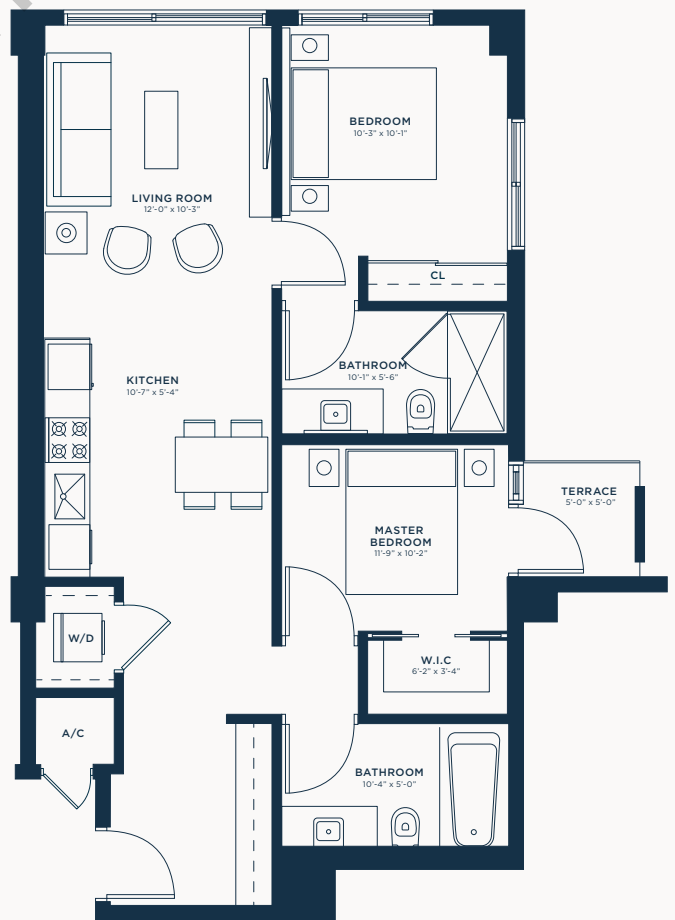 BEDROOM
10'-3" x 10'-1"
LIVING ROOM
12'-0" x 10'-3"
CL
BATHROOM
10'-1" x 5'-6"
KITCHEN
10'-7" x 5'-4"
TERRACE
5'-0" x 5'-0"
MASTER
BEDROOM
11'-9" x 10'-2"
W/D
W.I.C
6'-2" x 3'-4"
A/C
BATHROOM
10'-4" x 5'-0"